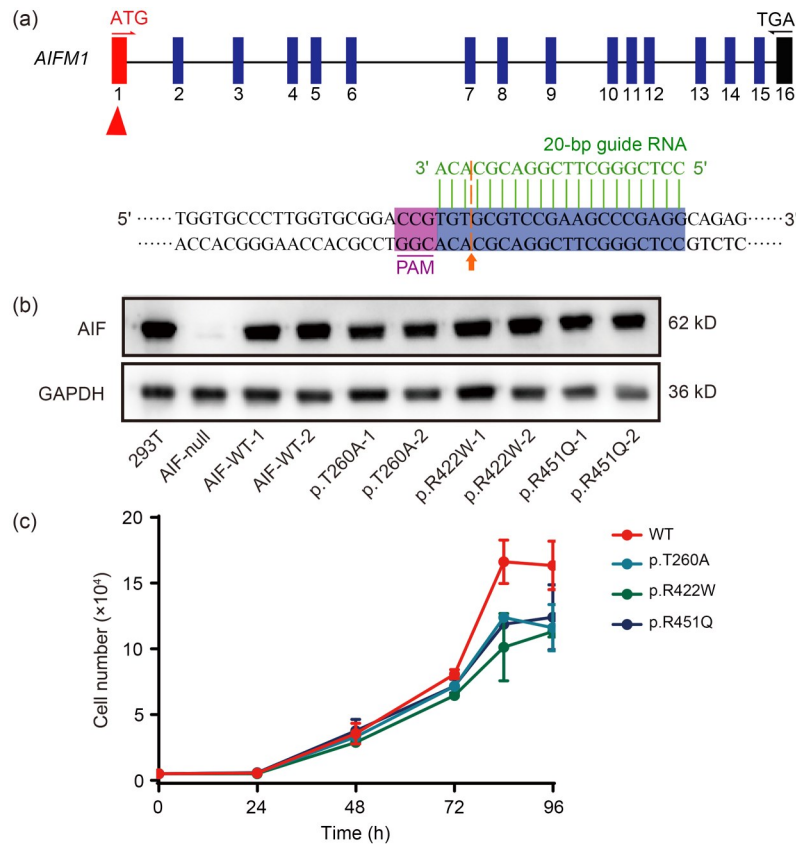 (a)
ATG
TGA
AIFM1
1 2 3 4 5 6 7 8 9 10 11 12 13 14 15 16
20-bp guide RNA
3' ACACGCAGGCTTCGGGCTCC 5'
5' ······TGGTGCCCTTGGTGCGGACCCGTGTGCGTCCGAAGCCCGAGGCAGAG······3'
ACCACGGGAACCACGCCTGGGCACACGCAGGCTTCGGGCTCCGTCTC······
PAM
(b)
AIF 62 kD
GAPDH 36 kD
293T AIF-null AIF-WT-1 AIF-WT-2 p.T260A-1 p.T260A-2 p.R422W-1 p.R422W-2 p.R451Q-1 p.R451Q-2
(c)
20
15
10
5
0
Cell number (×10⁴)
0 24 48 72 96
Time (h)
WT
p.T260A
p.R422W
p.R451Q